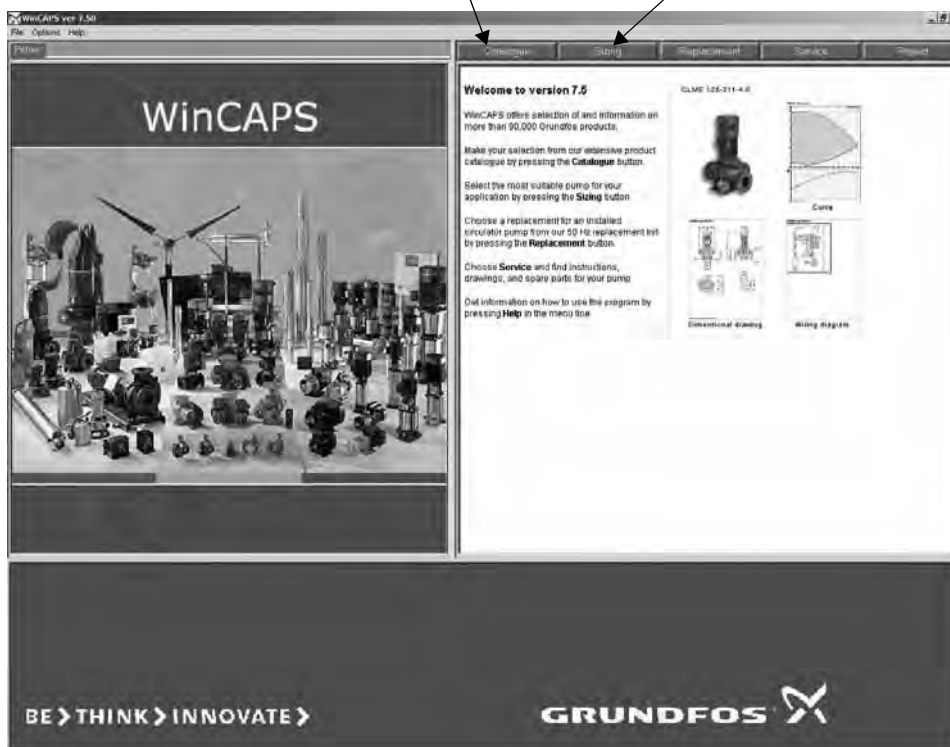 WinCAPS ver 7.50
File Options Help
Catalogue Sizing Replacement Service Project
WinCAPS
Welcome to version 7.5
WinCAPS offers selection of and information on
more than 90,000 Grundfos products.
Make your selection from our extensive product
catalogue by pressing the Catalogue button.
Select the most suitable pump for your
application by pressing the Sizing button
Choose a replacement for an installed
circulator pump from our 50 Hz replacement list
by pressing the Replacement button.
Choose Service and find instructions,
drawings, and spare parts for your pump
Get information on how to use the program by
pressing Help in the menu line
Curve
Dimensional drawing Wiring diagram
BE>THINK>INNOVATE>
GRUNDFOS